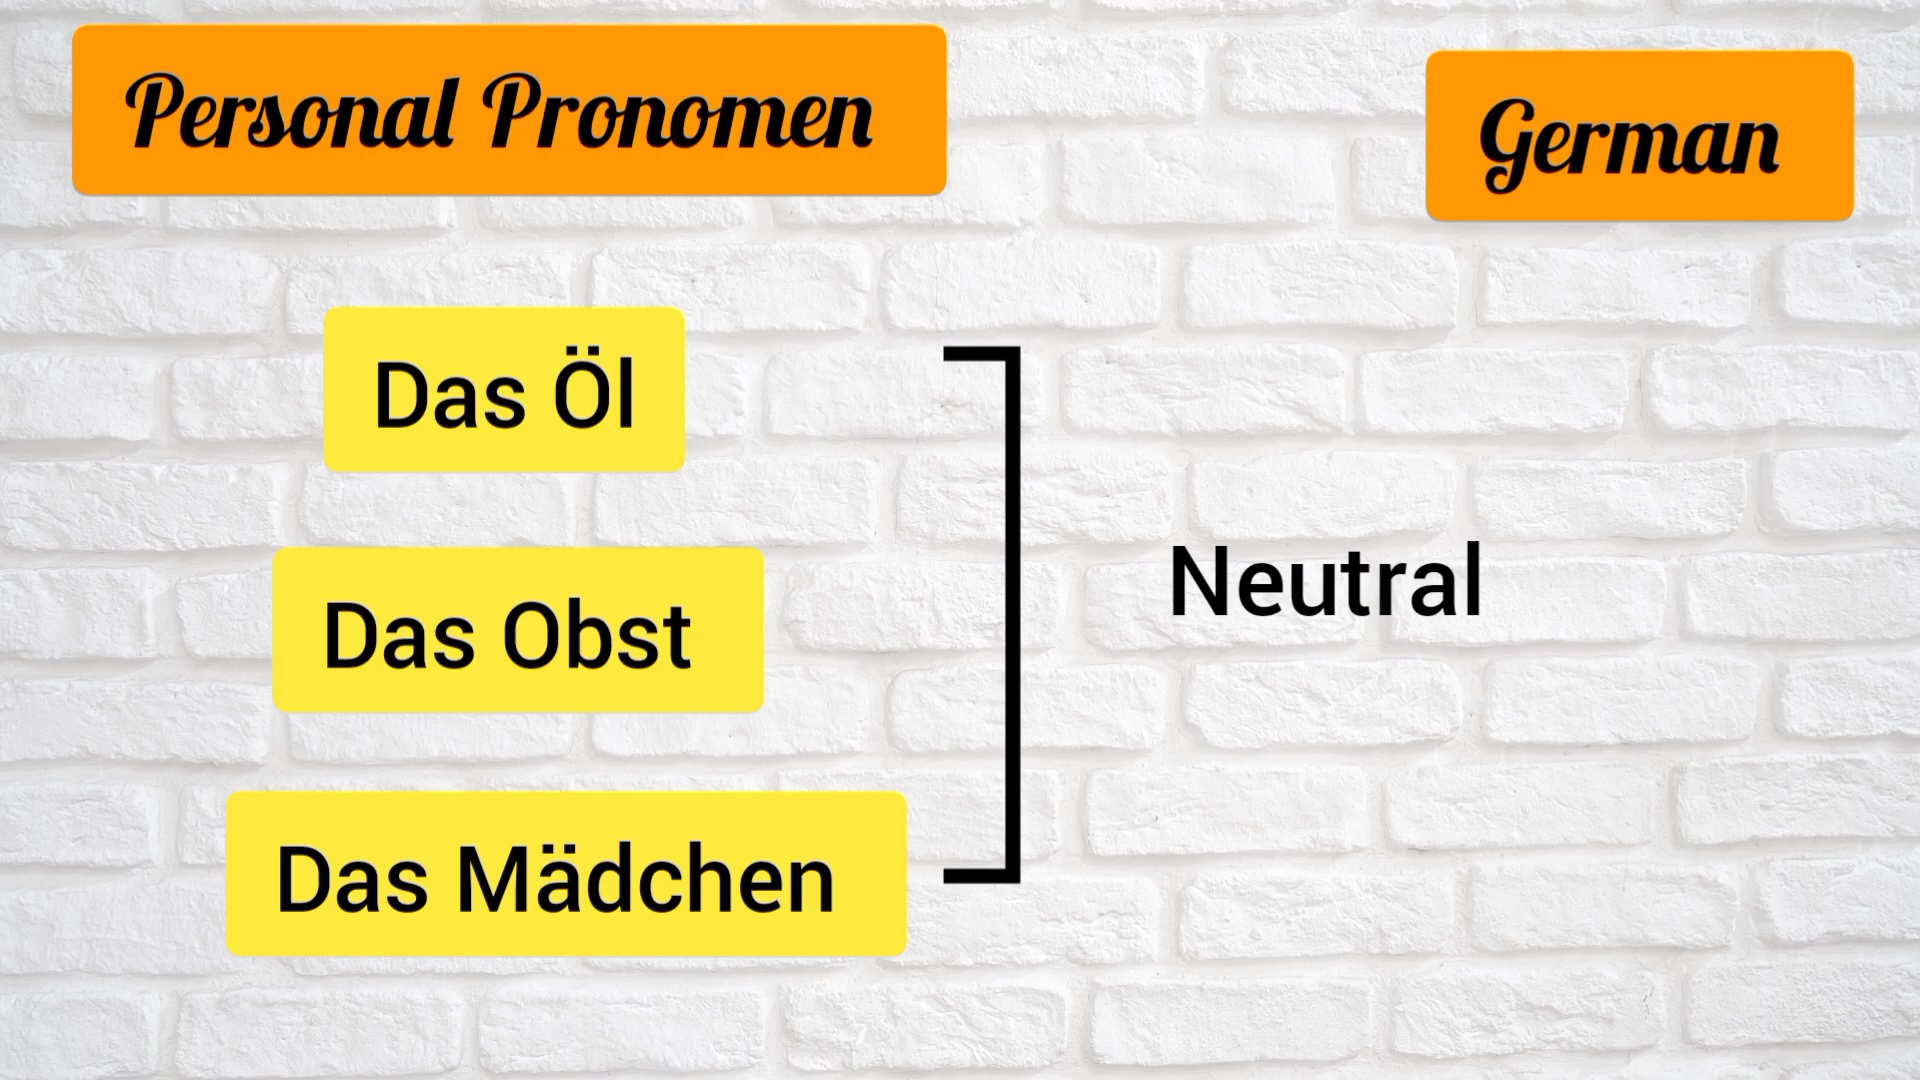 Personal Pronomen
German
Das Öl
Das Obst
Neutral
Das Mädchen